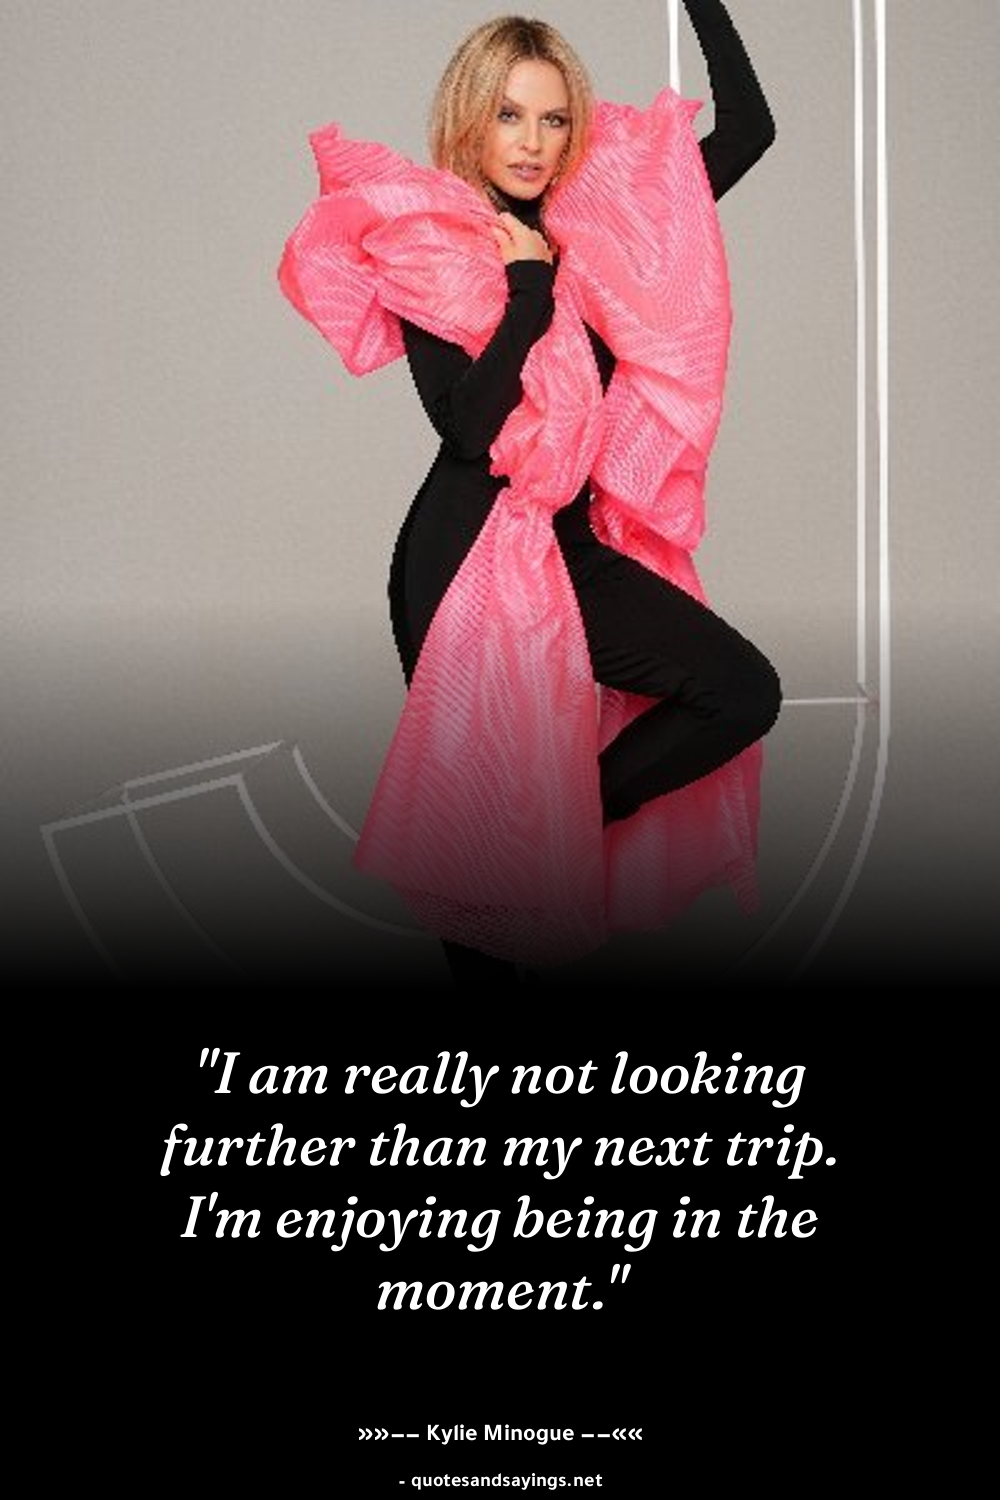 "I am really not looking
further than my next trip.
I'm enjoying being in the
moment."
»»–– Kylie Minogue ––««
- quotesandsayings.net